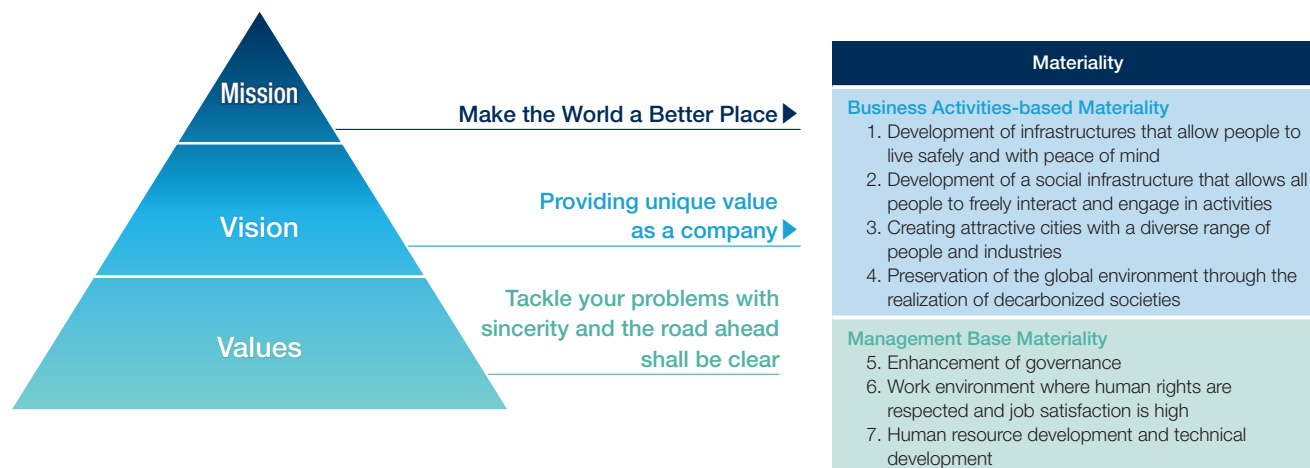 Mission
Make the World a Better Place
Vision
Providing unique value
as a company
Values
Tackle your problems with
sincerity and the road ahead
shall be clear
Materiality
Business Activities-based Materiality
1. Development of infrastructures that allow people to
live safely and with peace of mind
2. Development of a social infrastructure that allows all
people to freely interact and engage in activities
3. Creating attractive cities with a diverse range of
people and industries
4. Preservation of the global environment through the
realization of decarbonized societies
Management Base Materiality
5. Enhancement of governance
6. Work environment where human rights are
respected and job satisfaction is high
7. Human resource development and technical
development